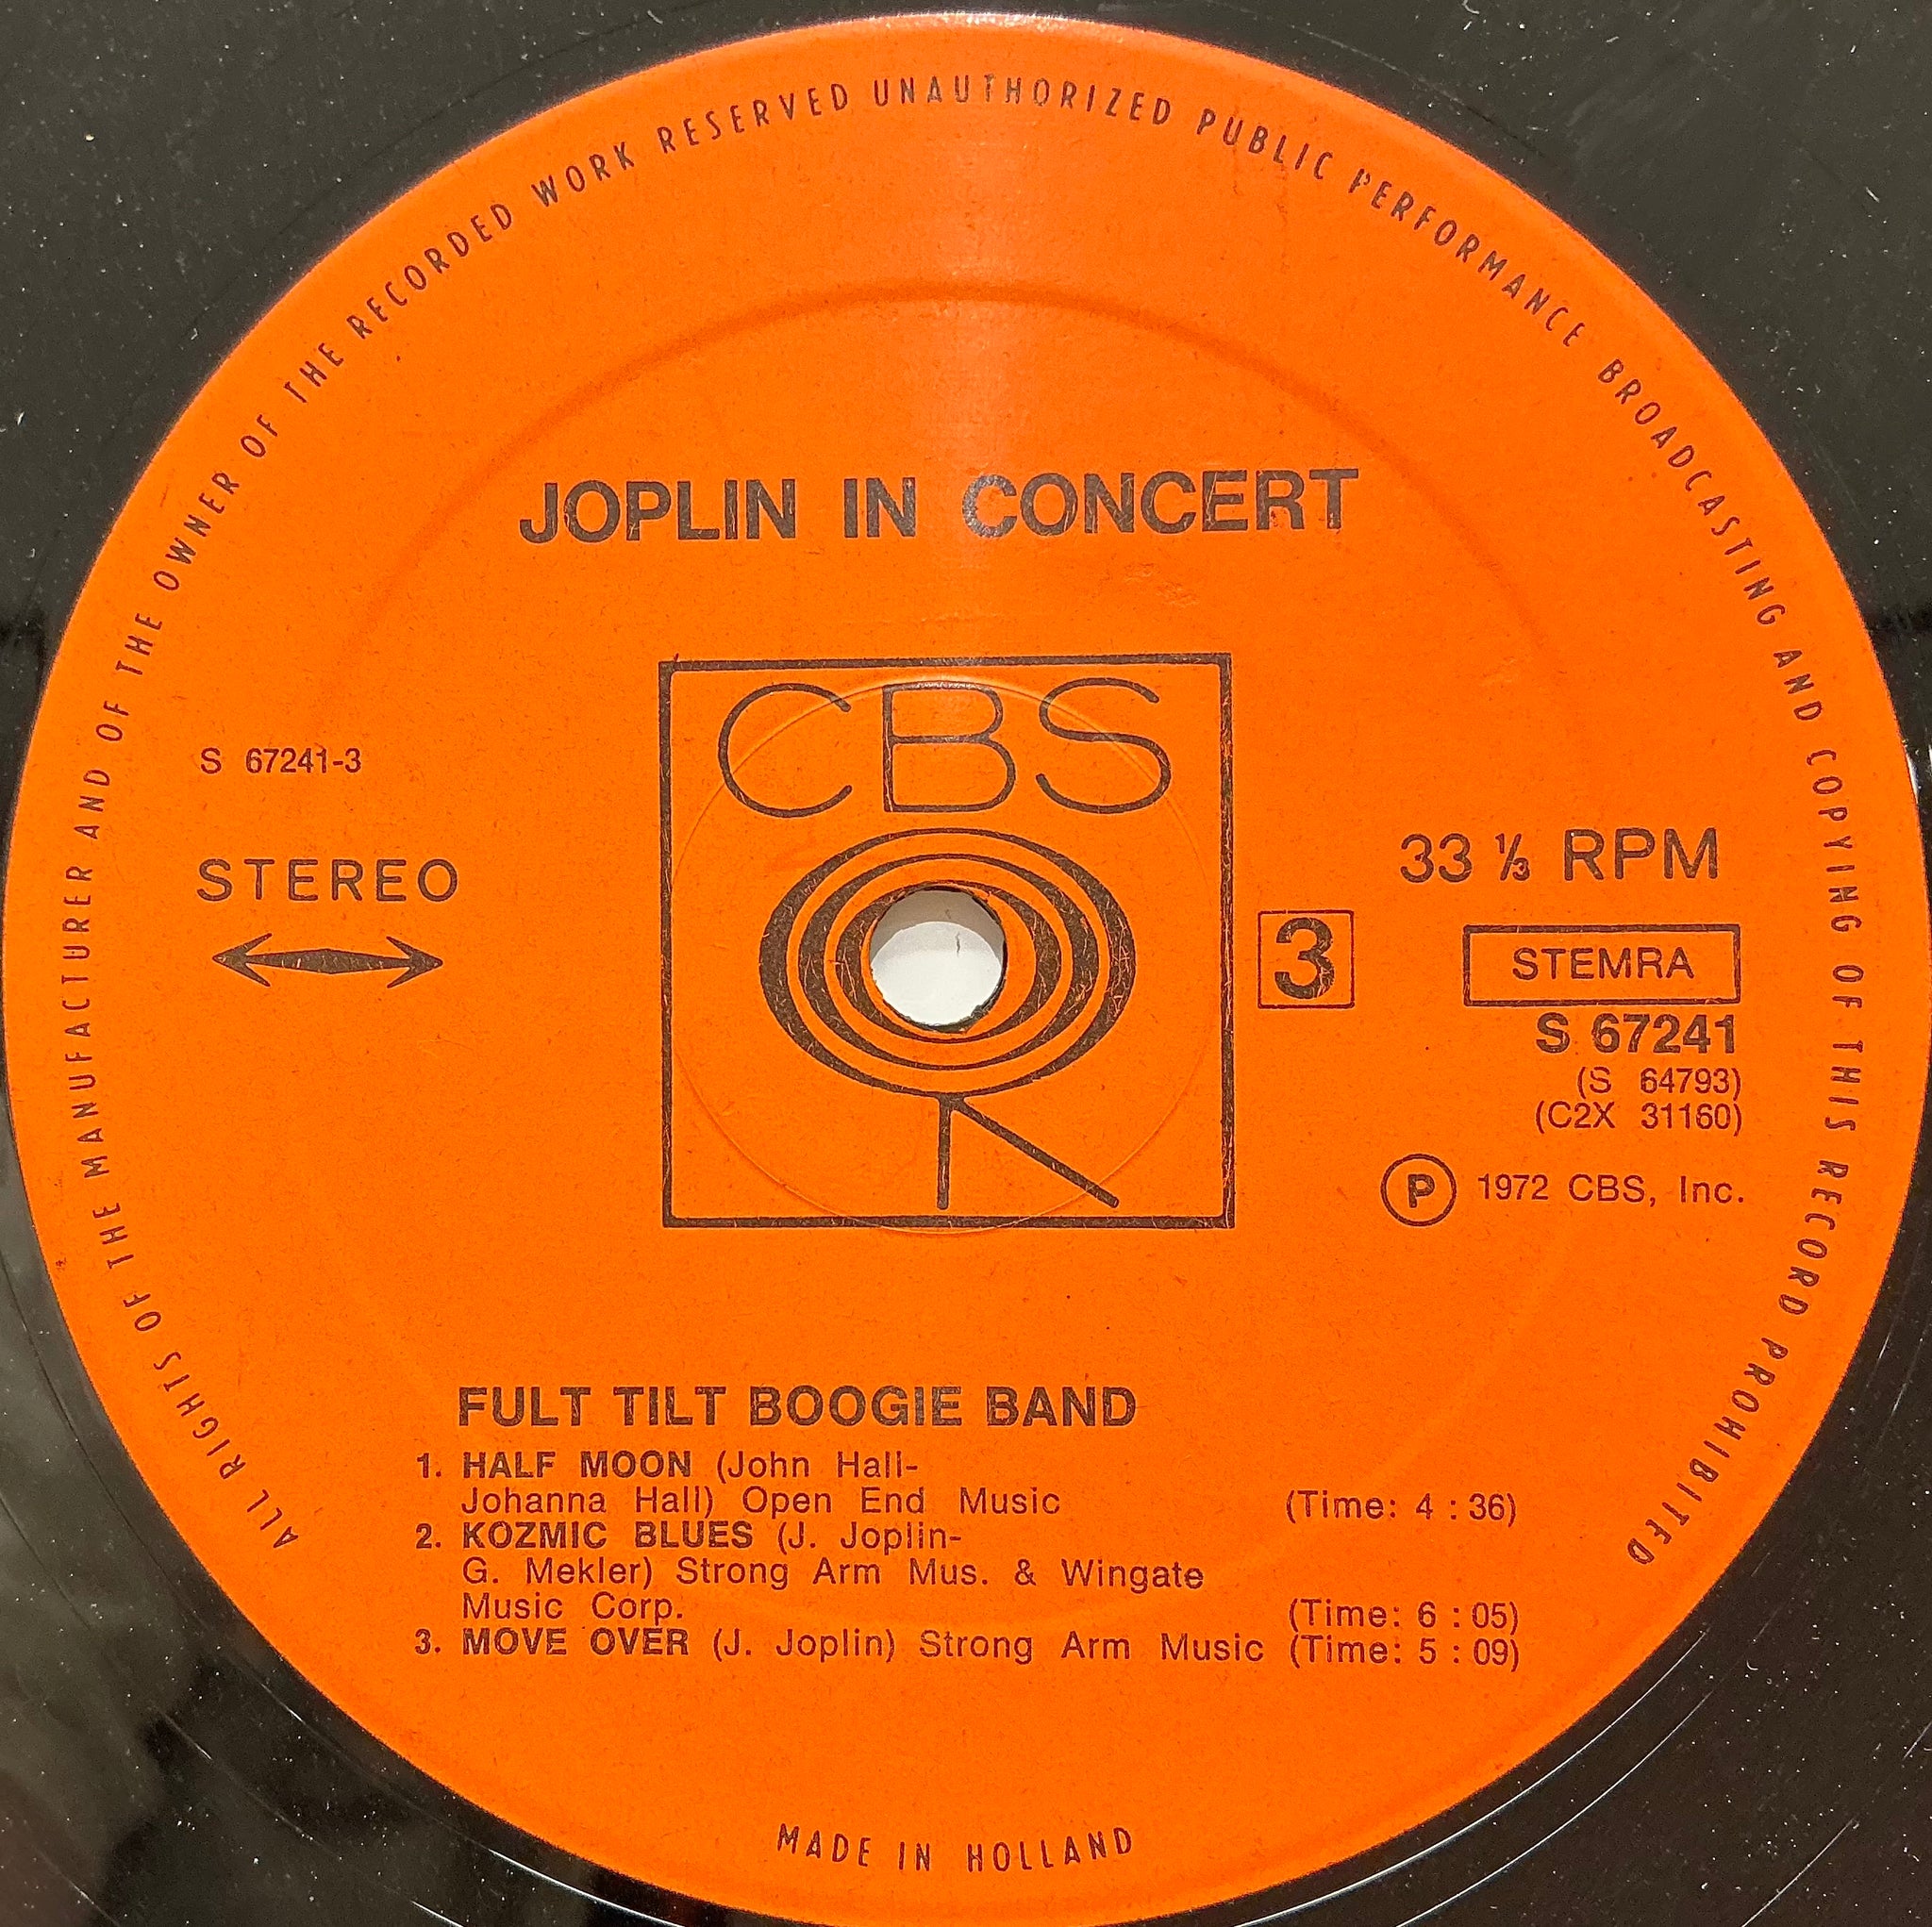 ALL RIGHTS OF THE MANUFACTURER AND OF THE OWNER OF THE RECORDED WORK RESERVED UNAUTHORIZED PUBLIC PERFORMANCE BROADCASTING AND COPYING OF THIS RECORD PROHIBITED
JOPLIN IN CONCERT
CBS
S 67241-3
STEREO
33 ⅓ RPM
3
STEMRA
S 67241
(S 64793)
(C2X 31160)
Ⓟ 1972 CBS, Inc.
FULT TILT BOOGIE BAND
1. HALF MOON (John Hall-
Johanna Hall) Open End Music (Time: 4 : 36)
2. KOZMIC BLUES (J. Joplin-
G. Mekler) Strong Arm Mus. & Wingate
Music Corp. (Time: 6 : 05)
3. MOVE OVER (J. Joplin) Strong Arm Music (Time: 5 : 09)
MADE IN HOLLAND